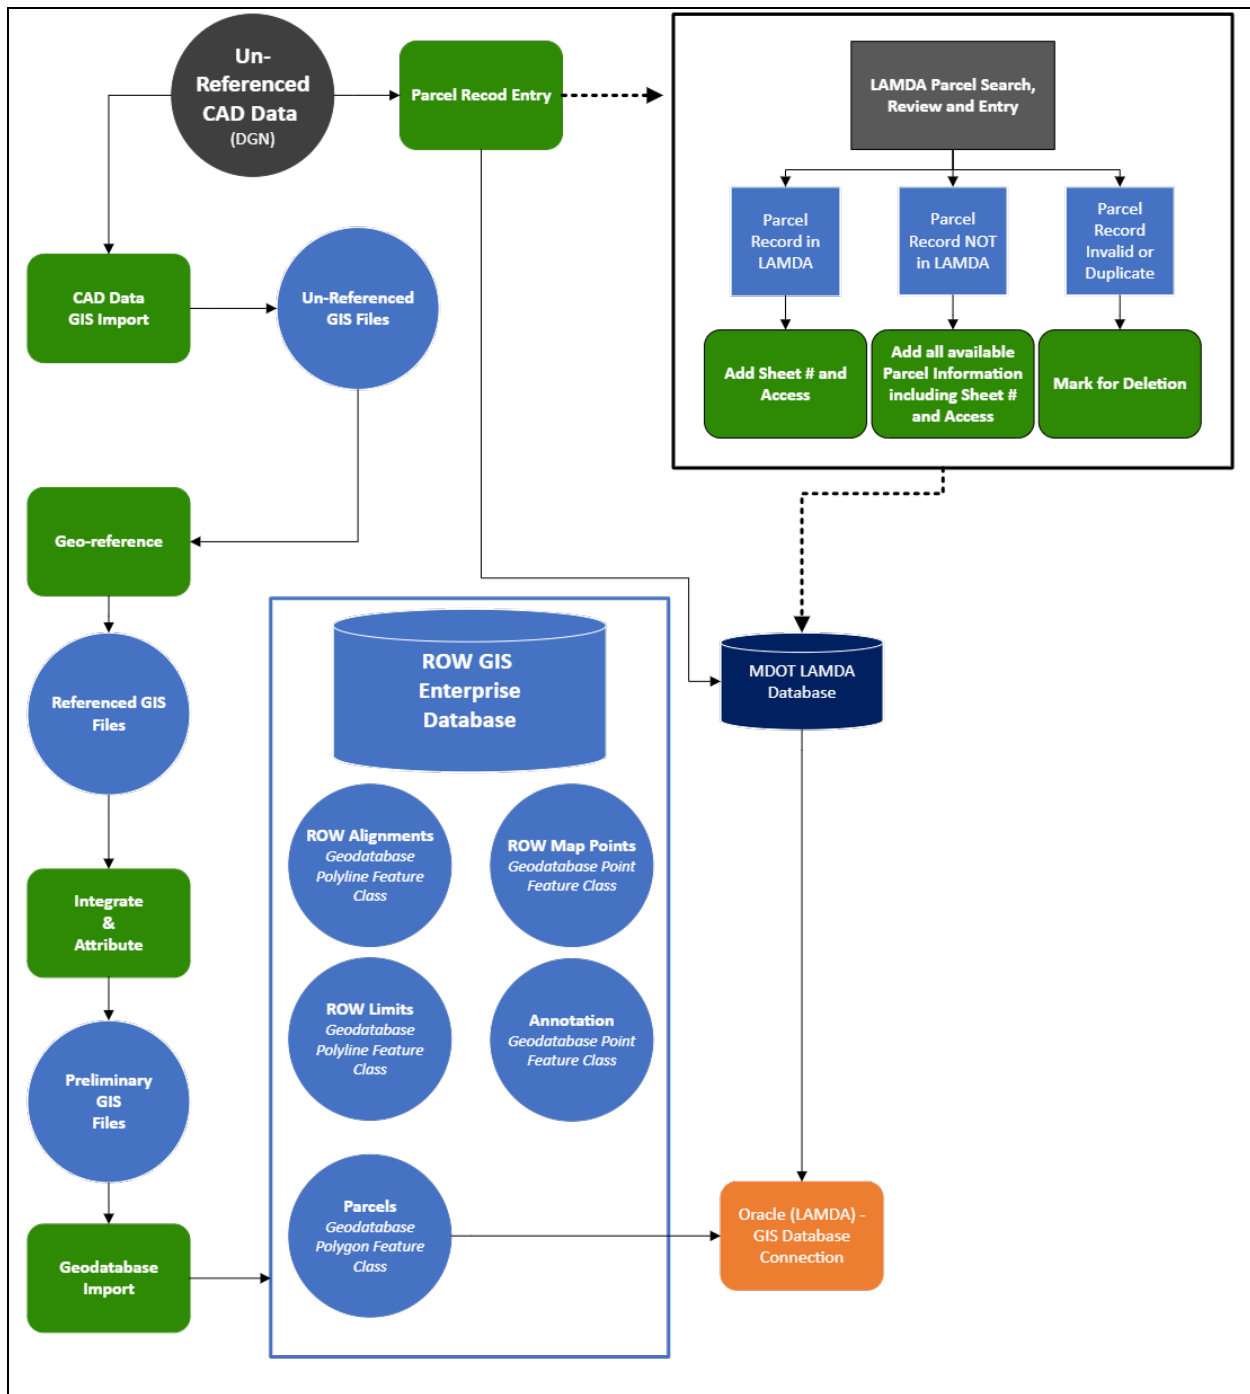 Un-
Referenced
CAD Data
(DGN)
Parcel Recod Entry
LAMDA Parcel Search,
Review and Entry
Parcel
Record in
LAMDA
Parcel
Record NOT
in LAMDA
Parcel
Record
Invalid or
Duplicate
CAD Data
GIS Import
Un-Referenced
GIS Files
Add Sheet # and
Access
Add all available
Parcel Information
including Sheet #
and Access
Mark for Deletion
Geo-reference
Referenced GIS
Files
ROW GIS
Enterprise
Database
MDOT LAMDA
Database
ROW Alignments
Geodatabase
Polyline Feature
Class
ROW Map Points
Geodatabase Point
Feature Class
Integrate
&
Attribute
ROW Limits
Geodatabase
Polyline Feature
Class
Annotation
Geodatabase Point
Feature Class
Preliminary
GIS
Files
Parcels
Geodatabase
Polygon Feature
Class
Oracle (LAMDA) -
GIS Database
Connection
Geodatabase
Import